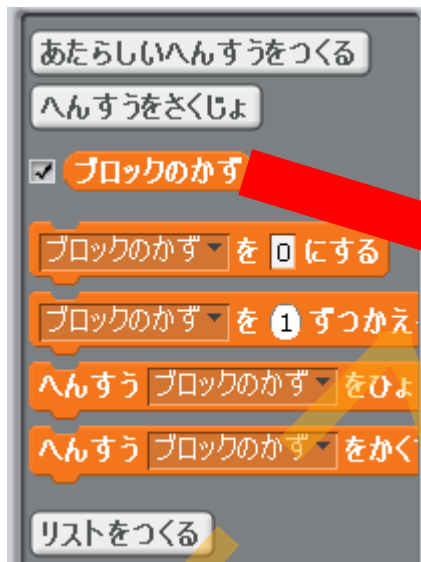 あたらしいへんすうをつくる
へんすうをさくじょ
ブロックのかず
ブロックのかず を 0 にする
ブロックのかず を 1 ずつかえ
へんすう ブロックのかず をひょ
へんすう ブロックのかず をかく
リストをつくる